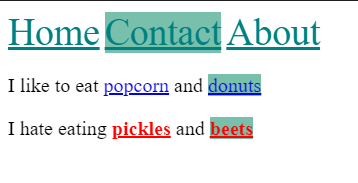 Home Contact About
I like to eat popcorn and donuts
I hate eating pickles and beets